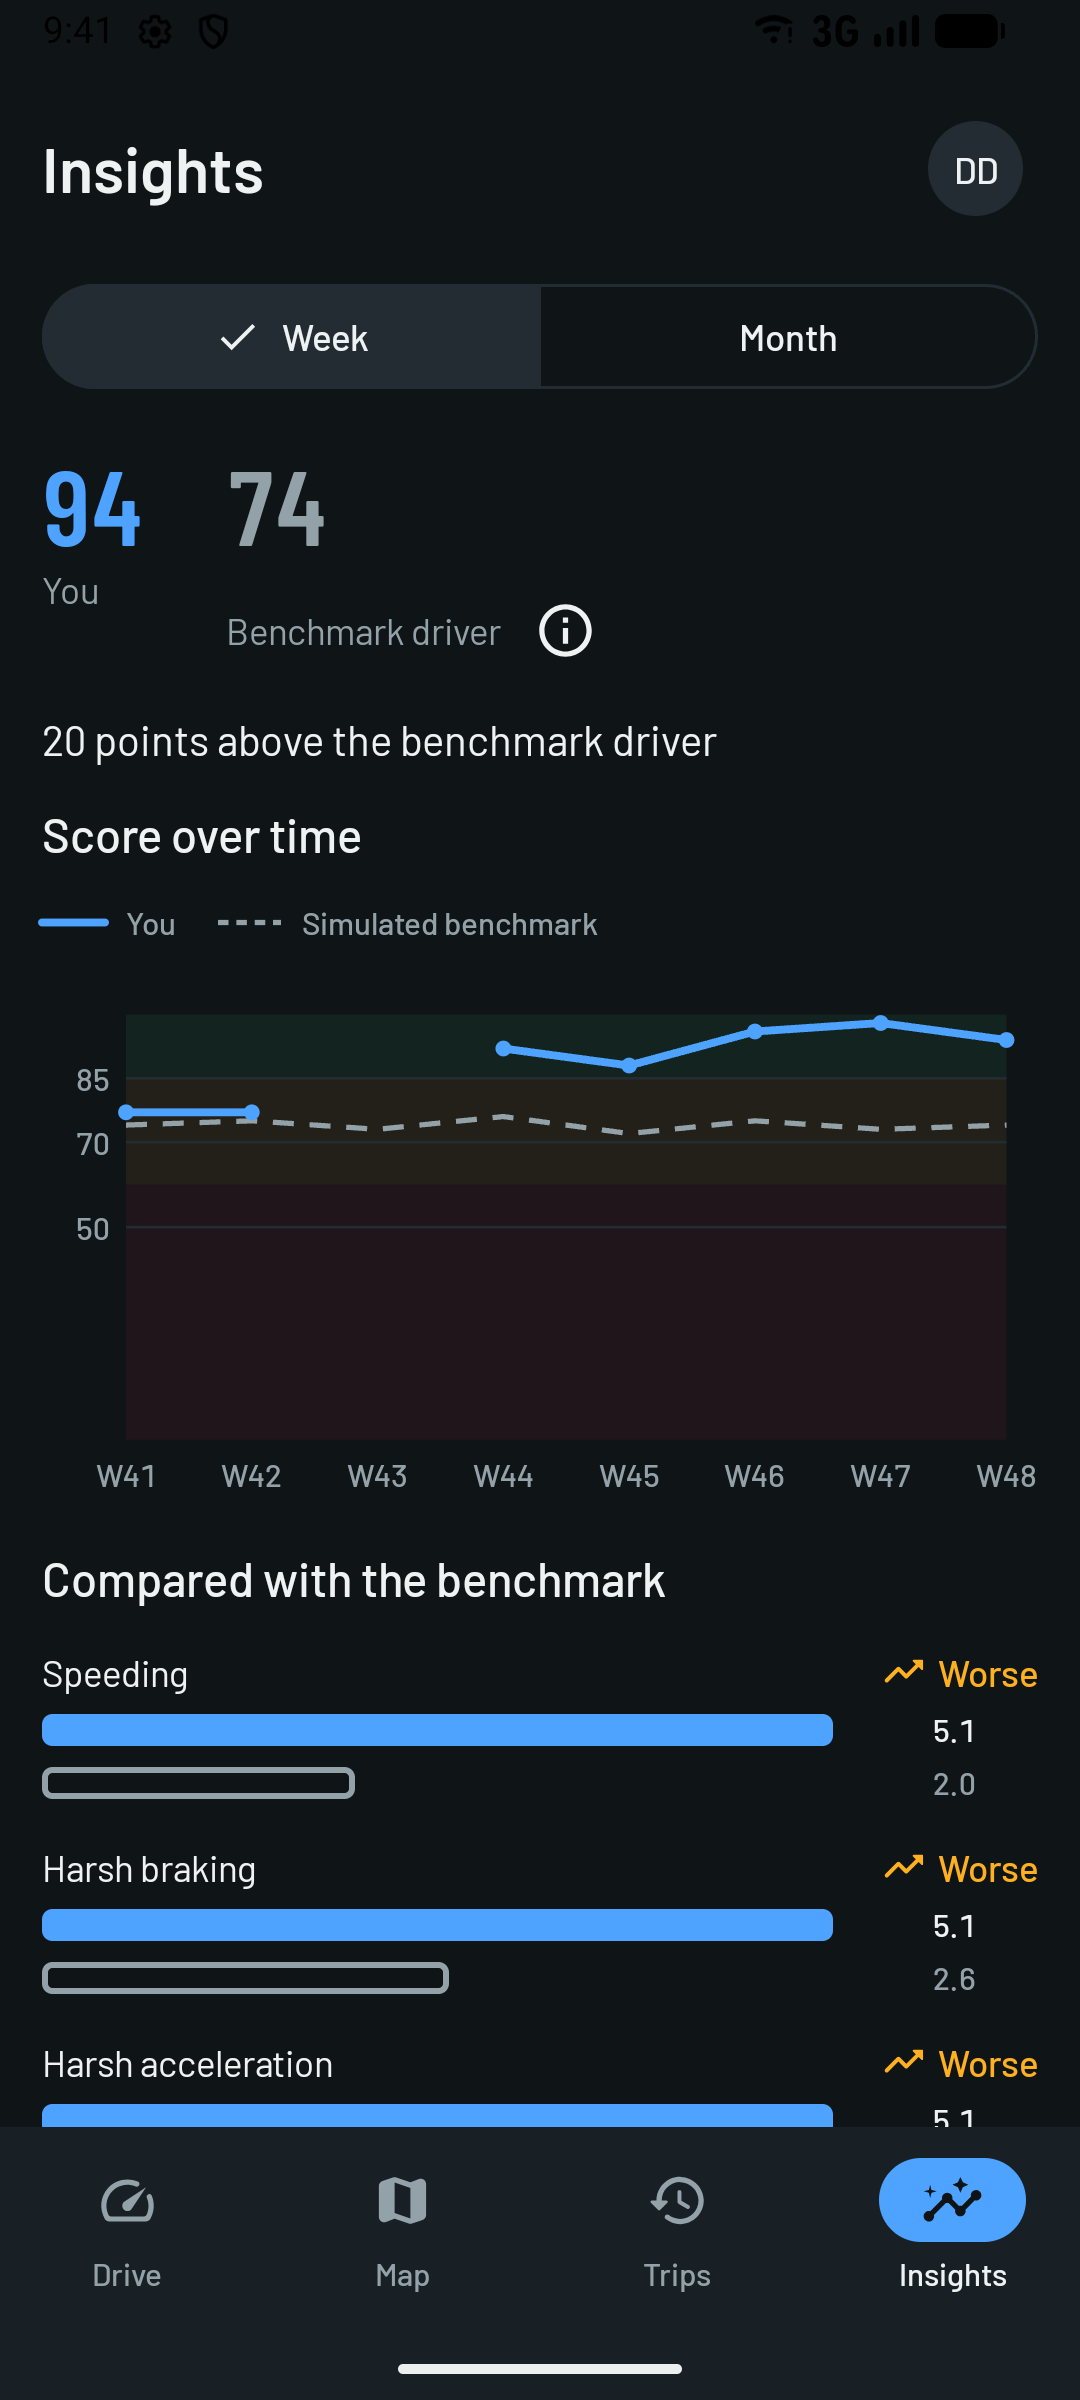 9:41
3G
Insights
DD
Week
Month
94
74
You
Benchmark driver
20 points above the benchmark driver
Score over time
You
Simulated benchmark
85
70
50
W41 W42 W43 W44 W45 W46 W47 W48
Compared with the benchmark
Speeding
Worse
5.1
2.0
Harsh braking
Worse
5.1
2.6
Harsh acceleration
Worse
5.1
Drive
Map
Trips
Insights